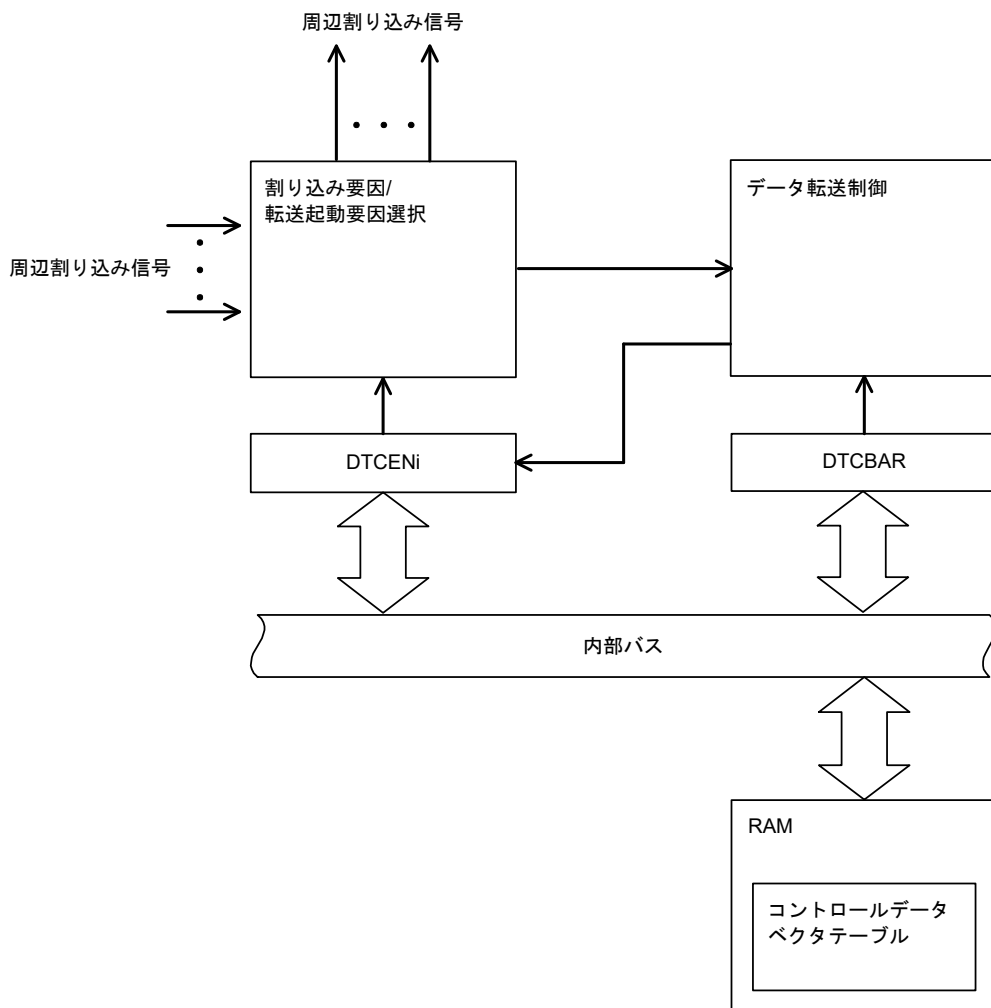 周辺割り込み信号
割り込み要因/
転送起動要因選択
データ転送制御
周辺割り込み信号
DTCENi
DTCBAR
内部バス
RAM
コントロールデータ
ベクタテーブル